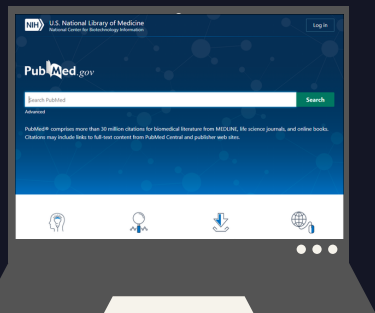 NIH
U.S. National Library of Medicine
National Center for Biotechnology Information
Log in
PubMed.gov
Search PubMed
Search
Advanced
PubMed® comprises more than 30 million citations for biomedical literature from MEDLINE, life science journals, and online books.
Citations may include links to full-text content from PubMed Central and publisher web sites.